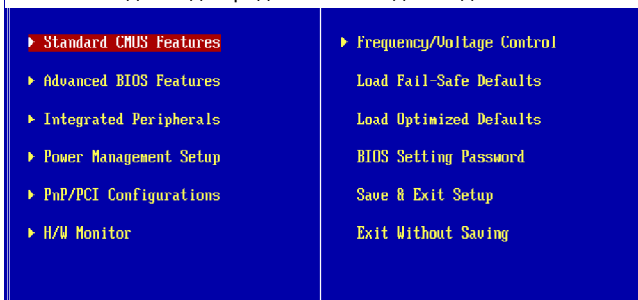 Standard CMOS Features
Advanced BIOS Features
Integrated Peripherals
Power Management Setup
PnP/PCI Configurations
H/W Monitor
Frequency/Voltage Control
Load Fail-Safe Defaults
Load Optimized Defaults
BIOS Setting Password
Save & Exit Setup
Exit Without Saving